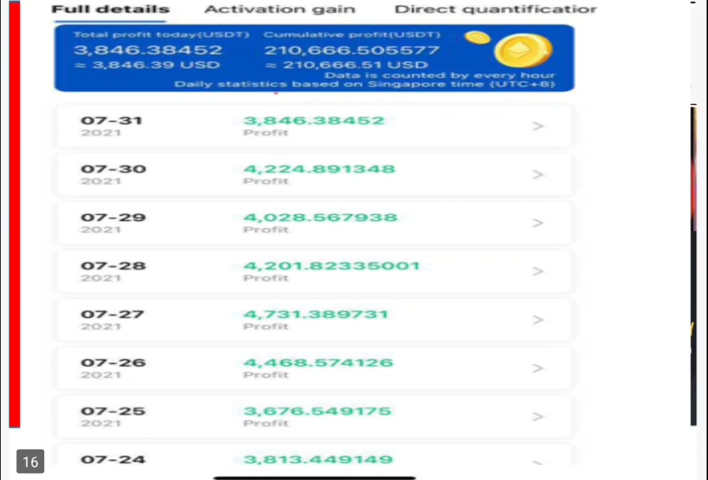 Full details Activation gain Direct quantification
Total profit today(USDT) Cumulative profit(USDT)
3,846.38452 210,666.505577
≈ 3,846.39 USD ≈ 210,666.51 USD
Data is counted by every hour
Daily statistics based on Singapore time (UTC+8)
07-31 3,846.38452
2021 Profit
07-30 4,224.891348
2021 Profit
07-29 4,028.567938
2021 Profit
07-28 4,201.82335001
2021 Profit
07-27 4,731.389731
2021 Profit
07-26 4,468.574126
2021 Profit
07-25 3,676.549175
2021 Profit
07-24 3,813.449149
16